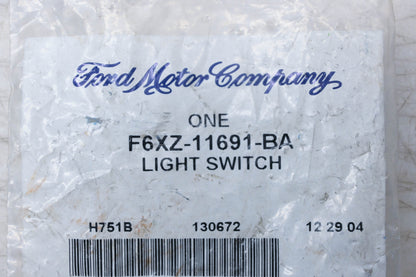 Ford Motor Company
ONE
F6XZ-11691-BA
LIGHT SWITCH
H751B 130672 12 29 04